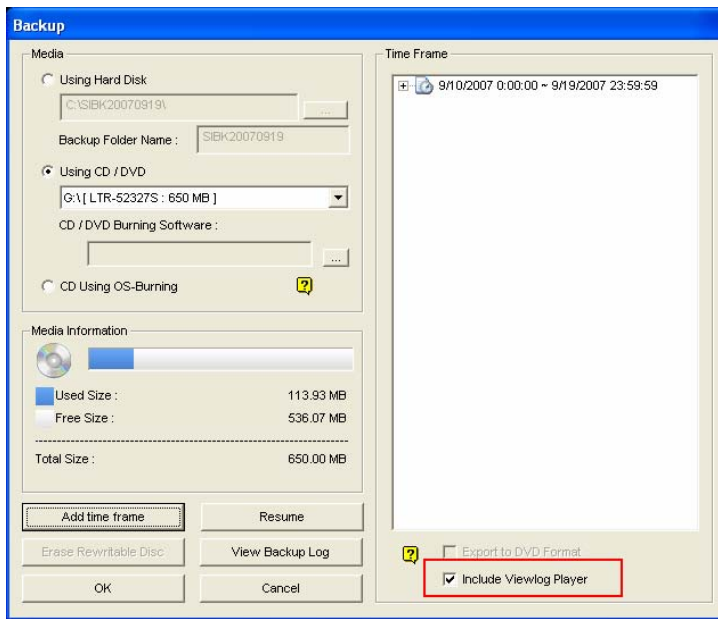 Backup
Media
Using Hard Disk
C:\SIBK20070919\
...
Backup Folder Name :
SIBK20070919
Using CD / DVD
G:\ [ LTR-52327S : 650 MB ]
CD / DVD Burning Software :
...
CD Using OS-Burning
?
Media Information
Used Size :
113.93 MB
Free Size :
536.07 MB
Total Size :
650.00 MB
Add time frame
Resume
Erase Rewritable Disc
View Backup Log
OK
Cancel
Time Frame
9/10/2007 0:00:00 ~ 9/19/2007 23:59:59
?
Export to DVD Format
Include Viewlog Player